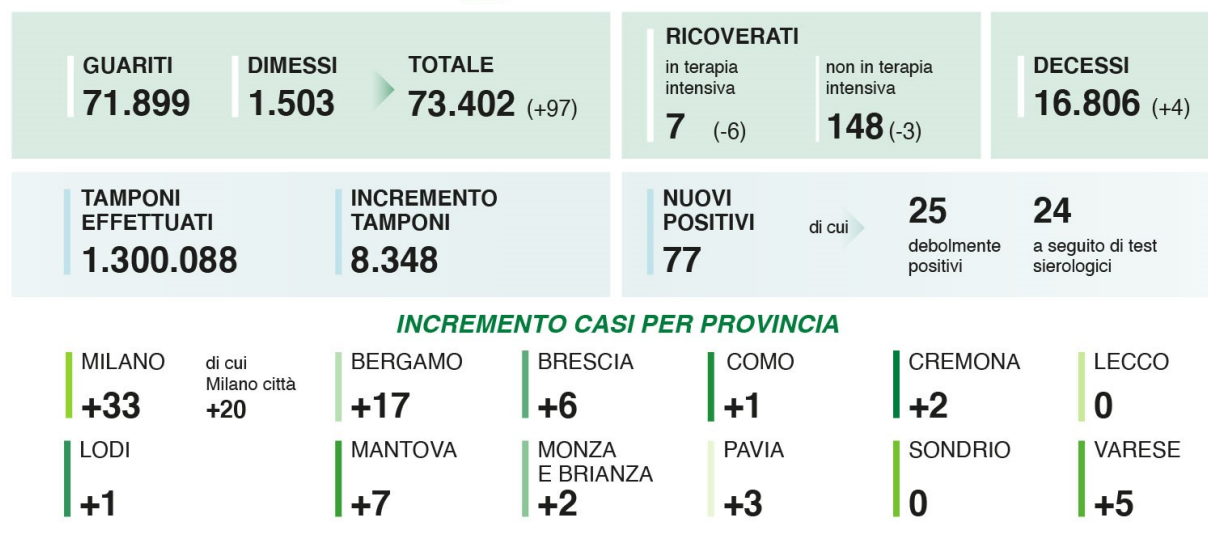 GUARITI
71.899
DIMESSI
1.503
TOTALE
73.402 (+97)
RICOVERATI
in terapia
intensiva
7 (-6)
non in terapia
intensiva
148 (-3)
DECESSI
16.806 (+4)
TAMPONI
EFFETTUATI
1.300.088
INCREMENTO
TAMPONI
8.348
NUOVI
POSITIVI
77
di cui
25
debolmente
positivi
24
a seguito di test
sierologici
INCREMENTO CASI PER PROVINCIA
MILANO
+33
di cui
Milano città
+20
BERGAMO
+17
BRESCIA
+6
COMO
+1
CREMONA
+2
LECCO
0
LODI
+1
MANTOVA
+7
MONZA
E BRIANZA
+2
PAVIA
+3
SONDRIO
0
VARESE
+5